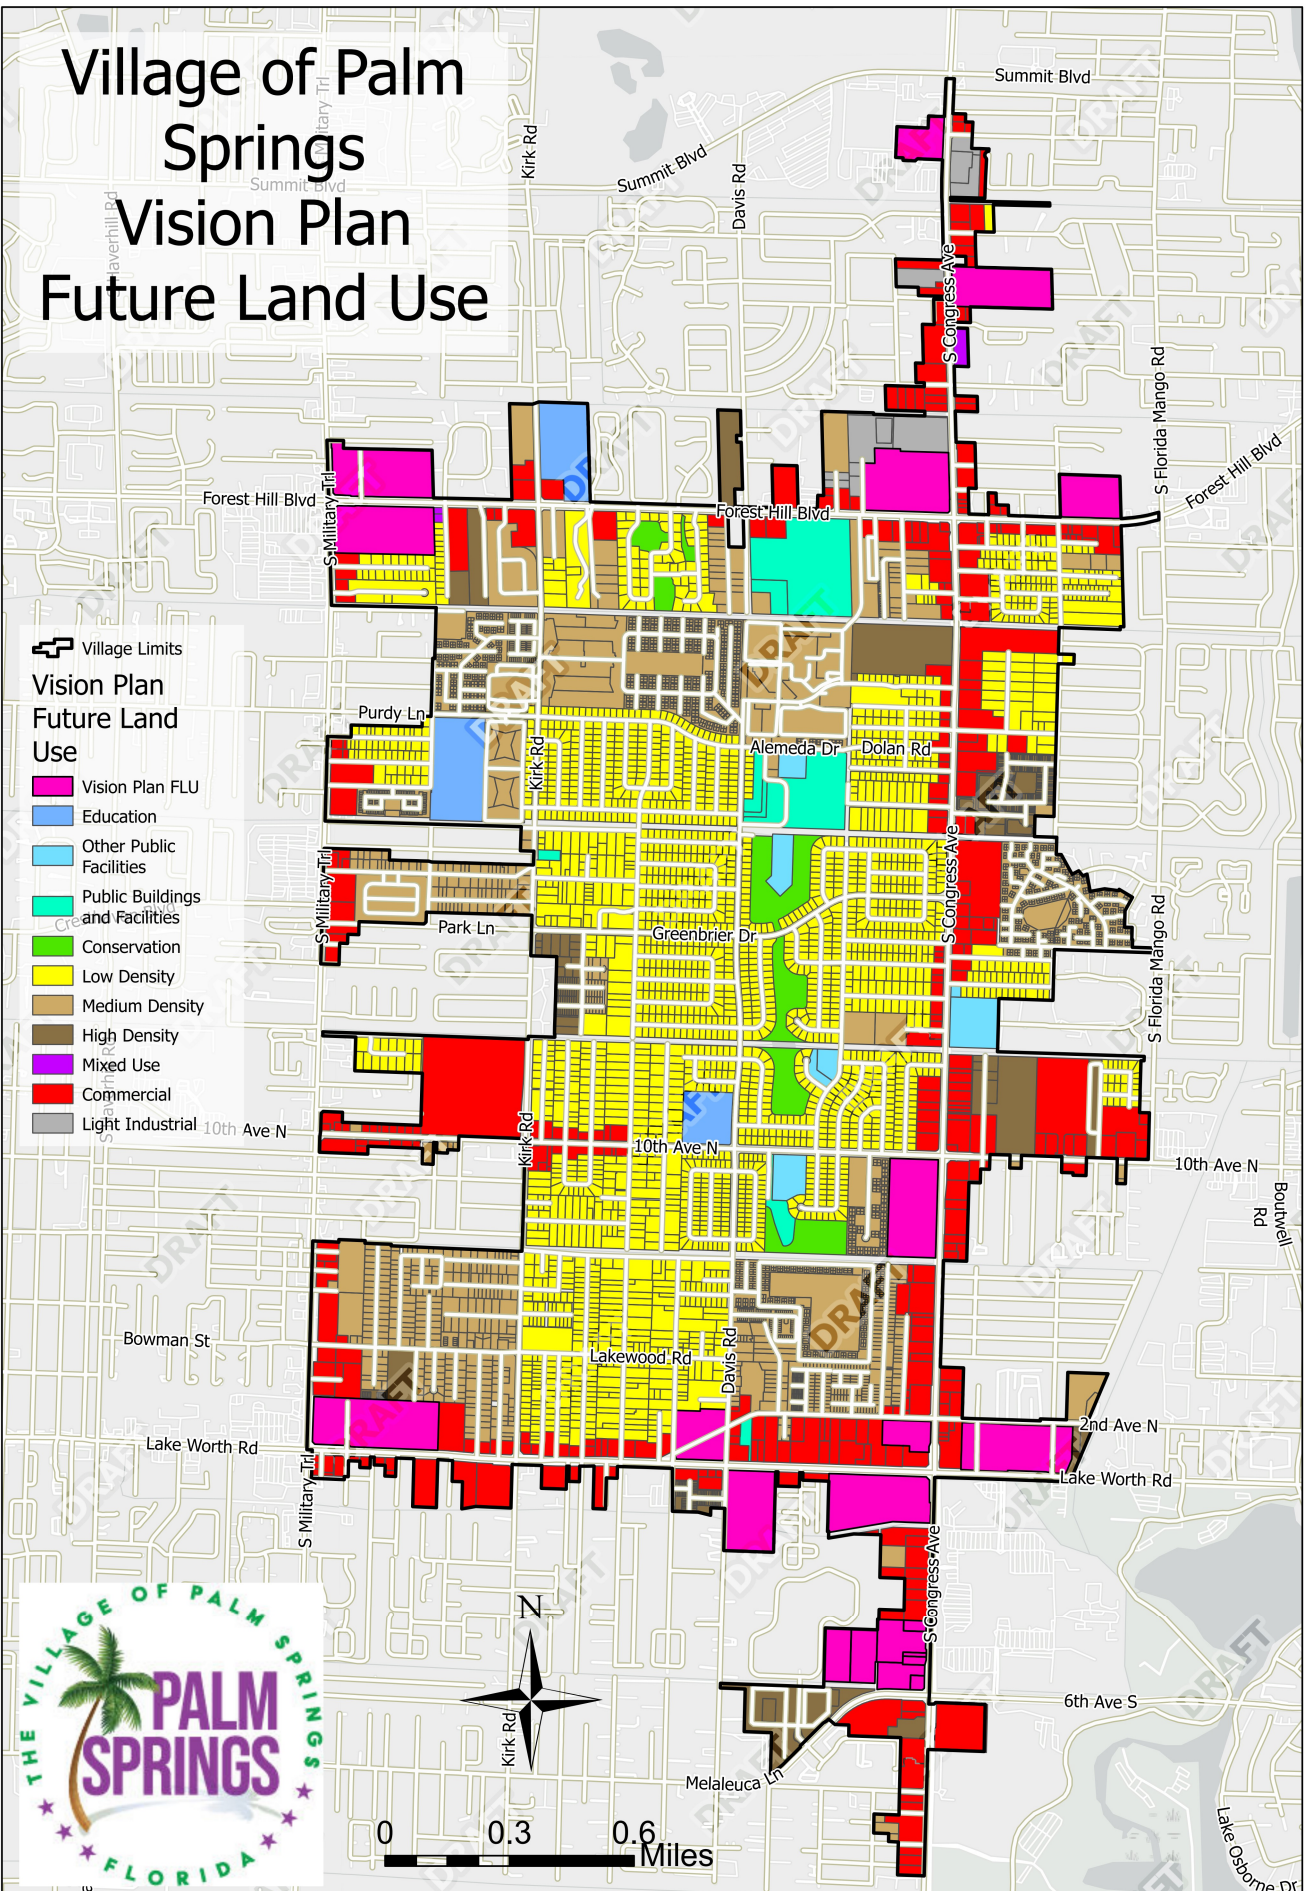 Village of Palm
Springs
Vision Plan
Future Land Use
Summit Blvd
S Military Trl
Kirk Rd
Summit Blvd
Davis Rd
Summit Blvd
S Haverhill Rd
S Congress Ave
S Florida Mango Rd
Forest Hill Blvd
Forest Hill Blvd
S Military Trl
Forest Hill Blvd
Village Limits
Vision Plan
Future Land
Use
Vision Plan FLU
Education
Other Public
Facilities
Public Buildings
and Facilities
Conservation
Low Density
Medium Density
High Density
Mixed Use
Commercial
Light Industrial
Purdy Ln
Kirk Rd
Alemeda Dr
Dolan Rd
S Military Trl
S Congress Ave
Park Ln
Greenbrier Dr
S Florida Mango Rd
10th Ave N
Kirk Rd
10th Ave N
10th Ave N
Boutwell
Rd
Bowman St
Lakewood Rd
Davis Rd
2nd Ave N
Lake Worth Rd
Lake Worth Rd
S Military Trl
S Congress Ave
6th Ave S
Kirk Rd
Melaleuca Ln
Lake Osborne Dr
N
0 0.3 0.6
Miles
THE VILLAGE OF PALM SPRINGS
PALM
SPRINGS
FLORIDA
DRAFT